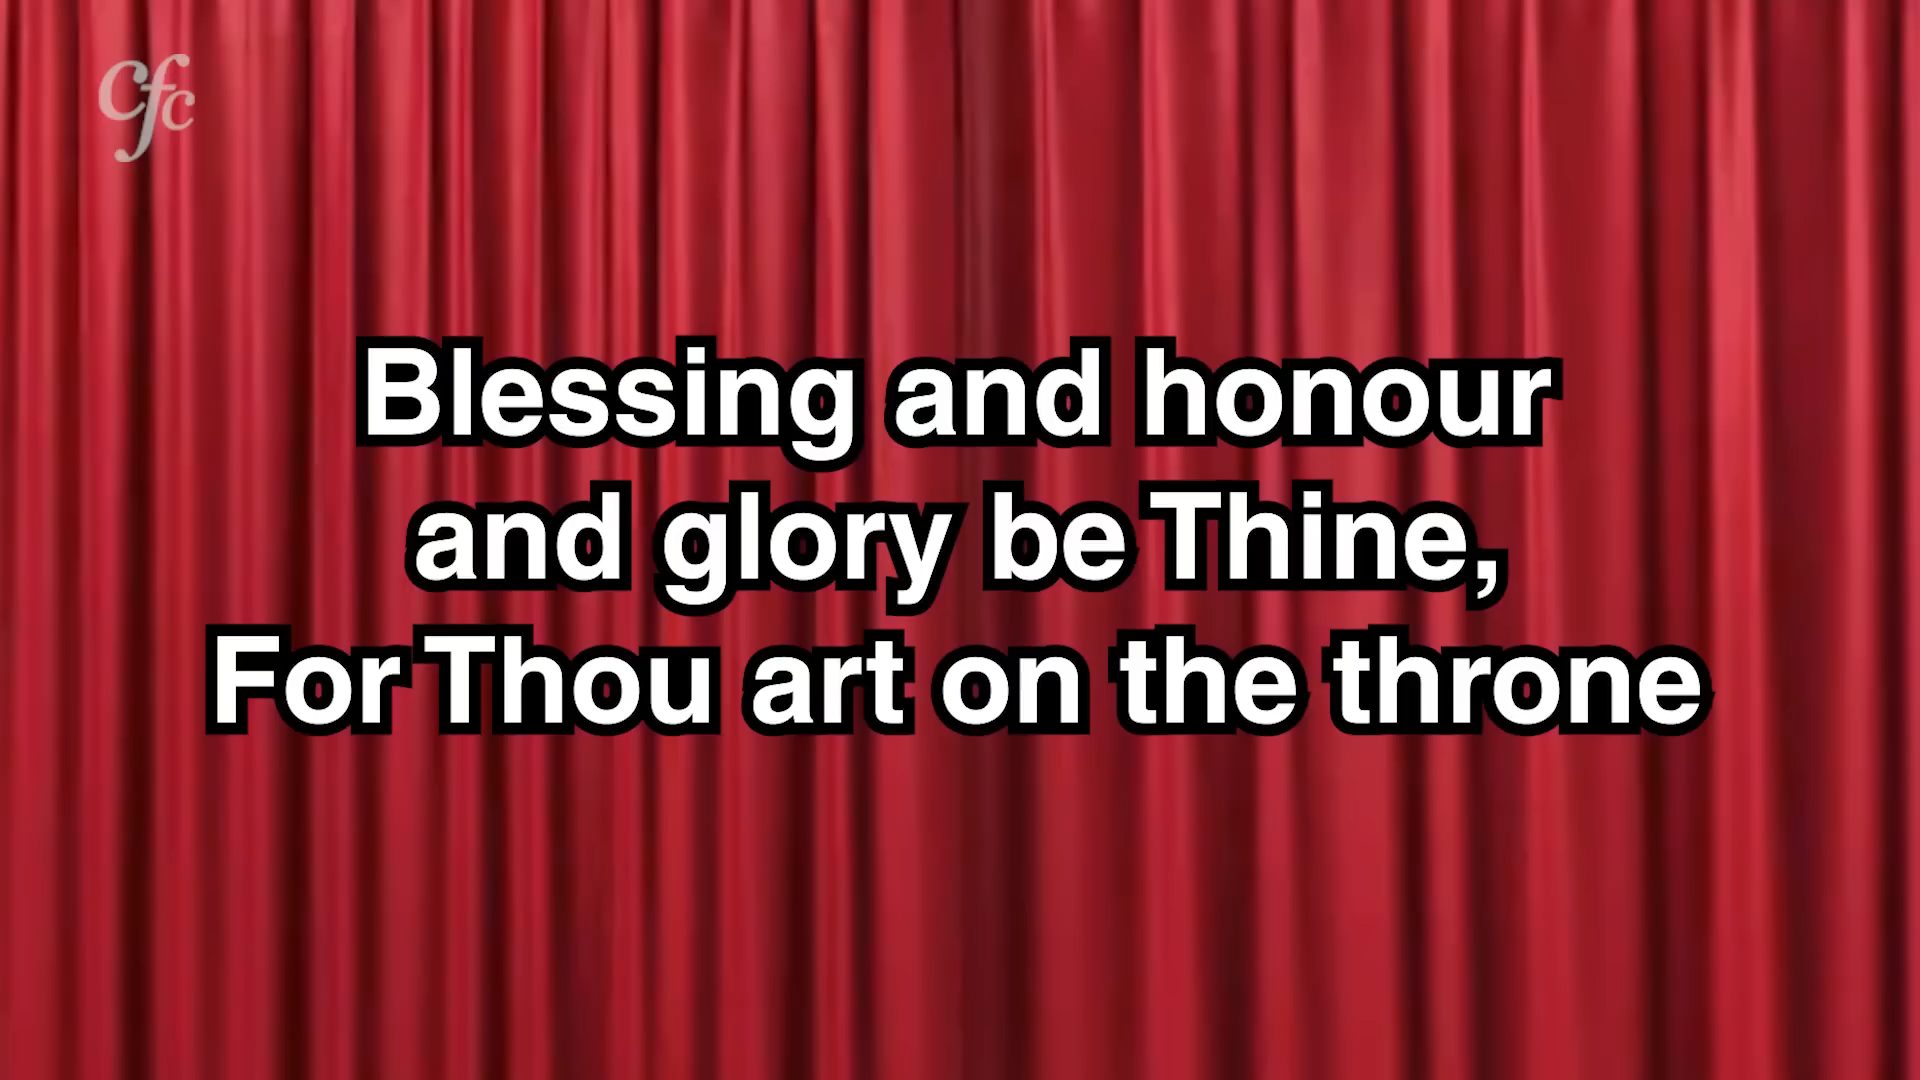 cfc
Blessing and honour
and glory be Thine,
For Thou art on the throne